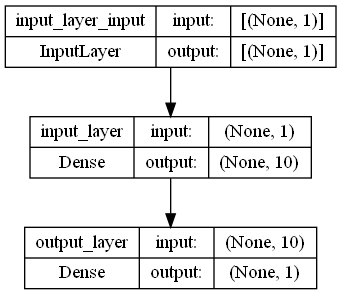 input_layer_input input: [(None, 1)]
InputLayer output: [(None, 1)]
input_layer input: (None, 1)
Dense output: (None, 10)
output_layer input: (None, 10)
Dense output: (None, 1)